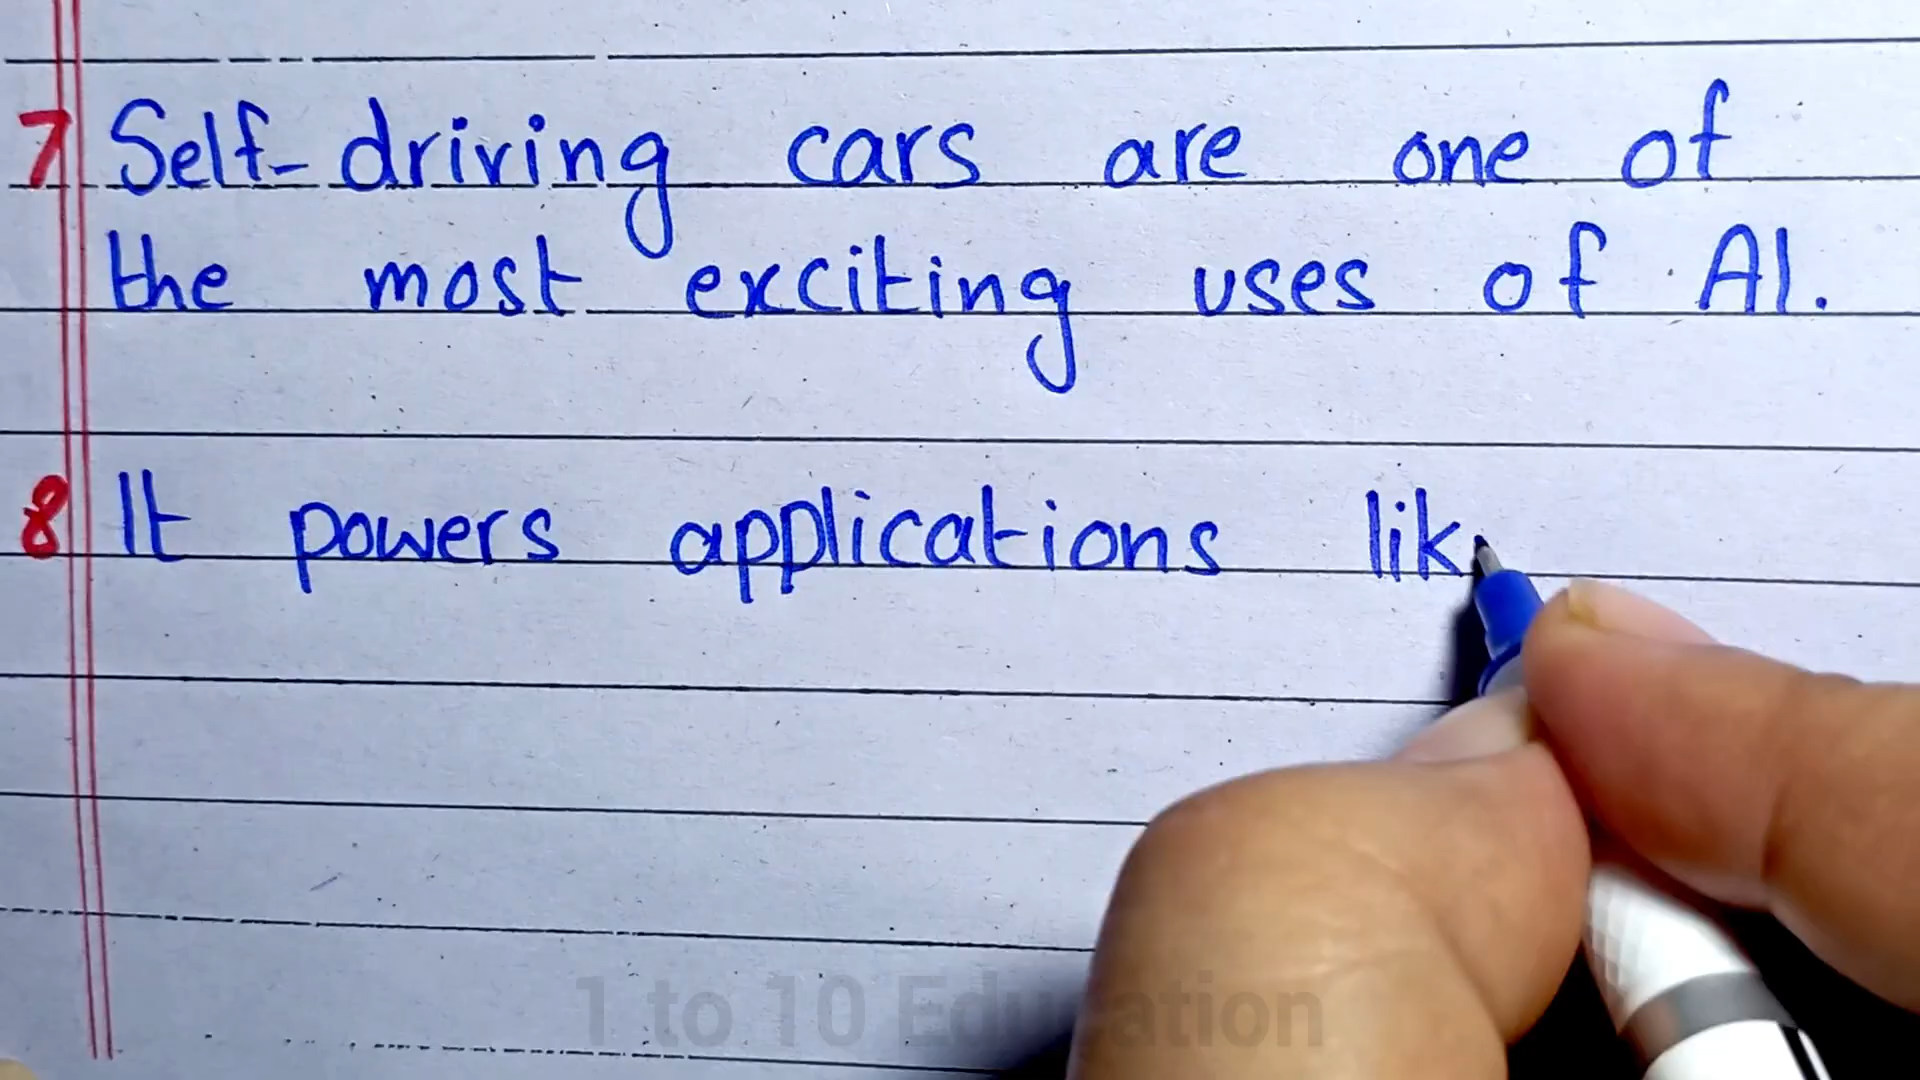 7 Self-driving cars are one of
the most exciting uses of AI.
8 It powers applications lik
1 to 10 Education